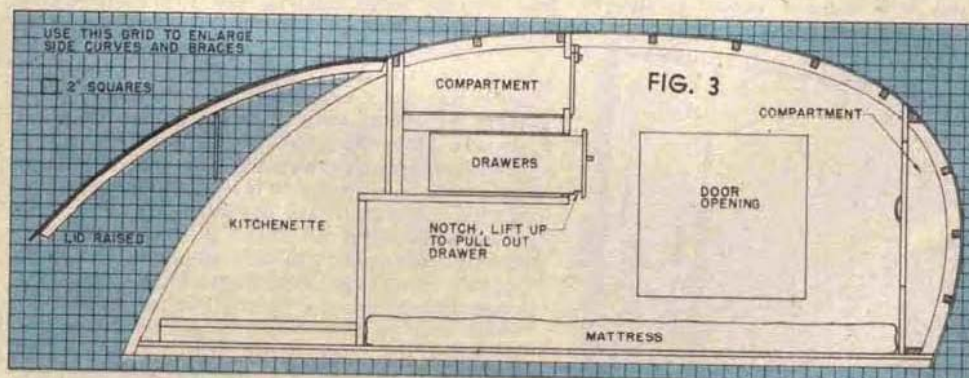 USE THIS GRID TO ENLARGE
SIDE CURVES AND BRACES
2" SQUARES
COMPARTMENT
FIG. 3
COMPARTMENT
DRAWERS
DOOR
OPENING
KITCHENETTE
NOTCH, LIFT UP
TO PULL OUT
DRAWER
LID RAISED
MATTRESS